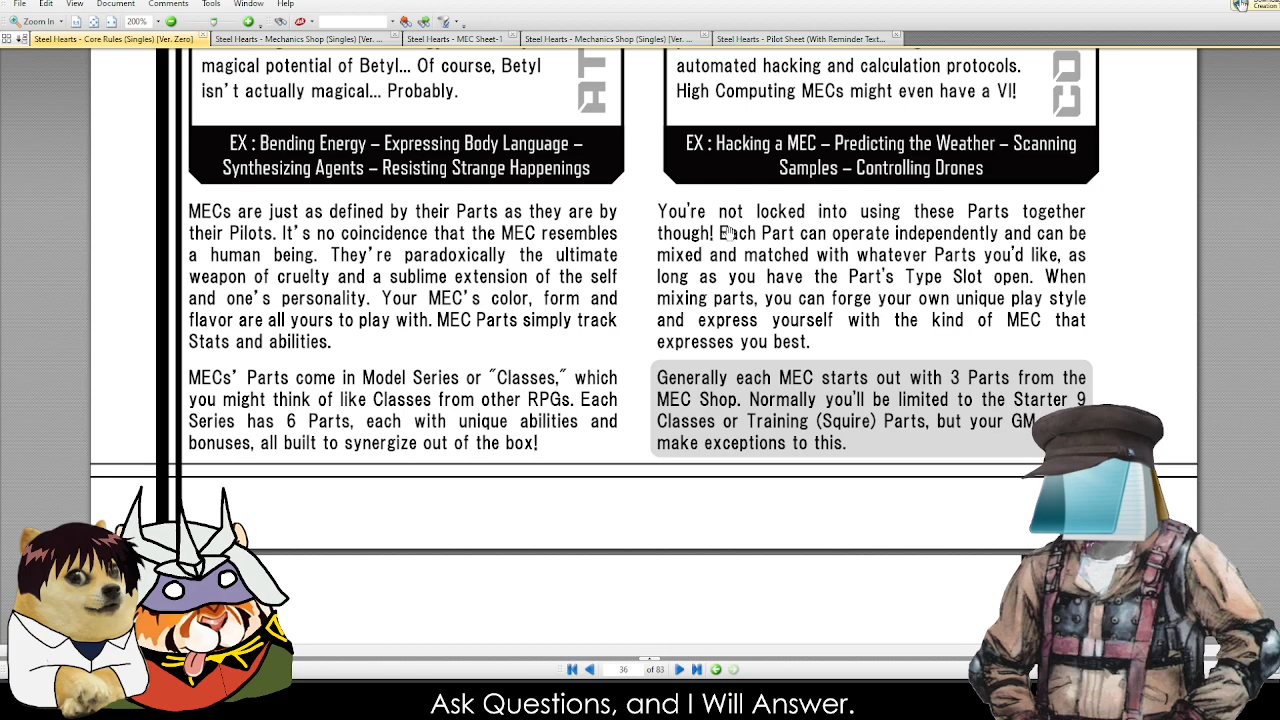 File Edit View Document Comments Tools Window Help
Zoom In 200%
Steel Hearts - Core Rules (Singles) [Ver. Zero] Steel Hearts - Mechanics Shop (Singles) [Ver. ... Steel Hearts - MEC Sheet-1 Steel Hearts - Mechanics Shop (Singles) [Ver. ... Steel Hearts - Pilot Sheet (With Reminder Text...
magical potential of Betyl... Of course, Betyl
isn't actually magical... Probably.
EX : Bending Energy – Expressing Body Language –
Synthesizing Agents – Resisting Strange Happenings
MECs are just as defined by their Parts as they are by
their Pilots. It's no coincidence that the MEC resembles
a human being. They're paradoxically the ultimate
weapon of cruelty and a sublime extension of the self
and one's personality. Your MEC's color, form and
flavor are all yours to play with. MEC Parts simply track
Stats and abilities.
MECs' Parts come in Model Series or "Classes," which
you might think of like Classes from other RPGs. Each
Series has 6 Parts, each with unique abilities and
bonuses, all built to synergize out of the box!
automated hacking and calculation protocols.
High Computing MECs might even have a VI!
EX : Hacking a MEC – Predicting the Weather – Scanning
Samples – Controlling Drones
You're not locked into using these Parts together
though! Each Part can operate independently and can be
mixed and matched with whatever Parts you'd like, as
long as you have the Part's Type Slot open. When
mixing parts, you can forge your own unique play style
and express yourself with the kind of MEC that
expresses you best.
Generally each MEC starts out with 3 Parts from the
MEC Shop. Normally you'll be limited to the Starter 9
Classes or Training (Squire) Parts, but your GM
make exceptions to this.
36 of 83
Ask Questions, and I Will Answer.